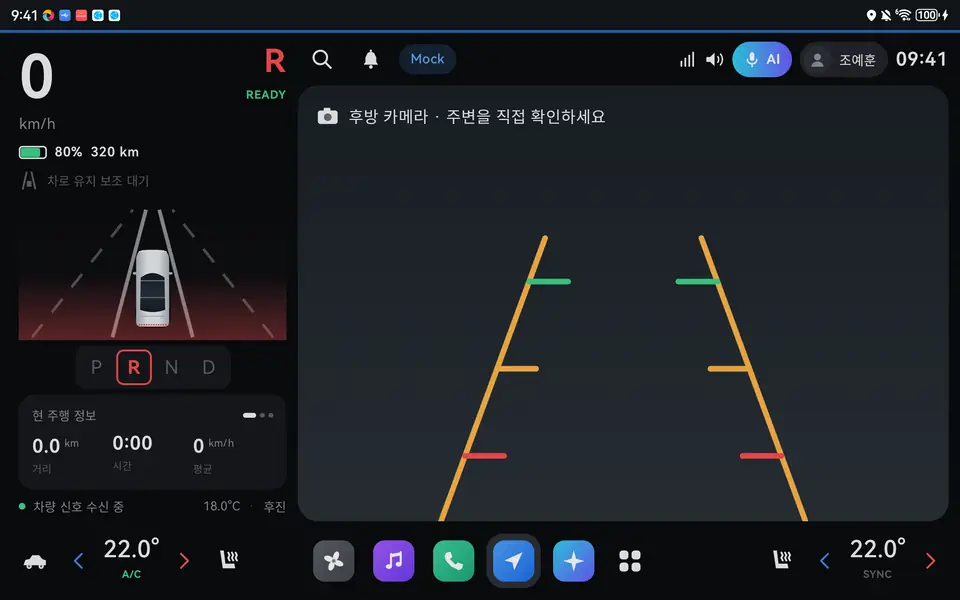 9:41
100
0
R
READY
km/h
80% 320 km
차로 유지 보조 대기
P R N D
현 주행 정보
0.0 km 0:00 0 km/h
거리 시간 평균
차량 신호 수신 중 18.0°C · 후진
Mock
AI
조예훈
09:41
후방 카메라 · 주변을 직접 확인하세요
22.0°
A/C
22.0°
SYNC